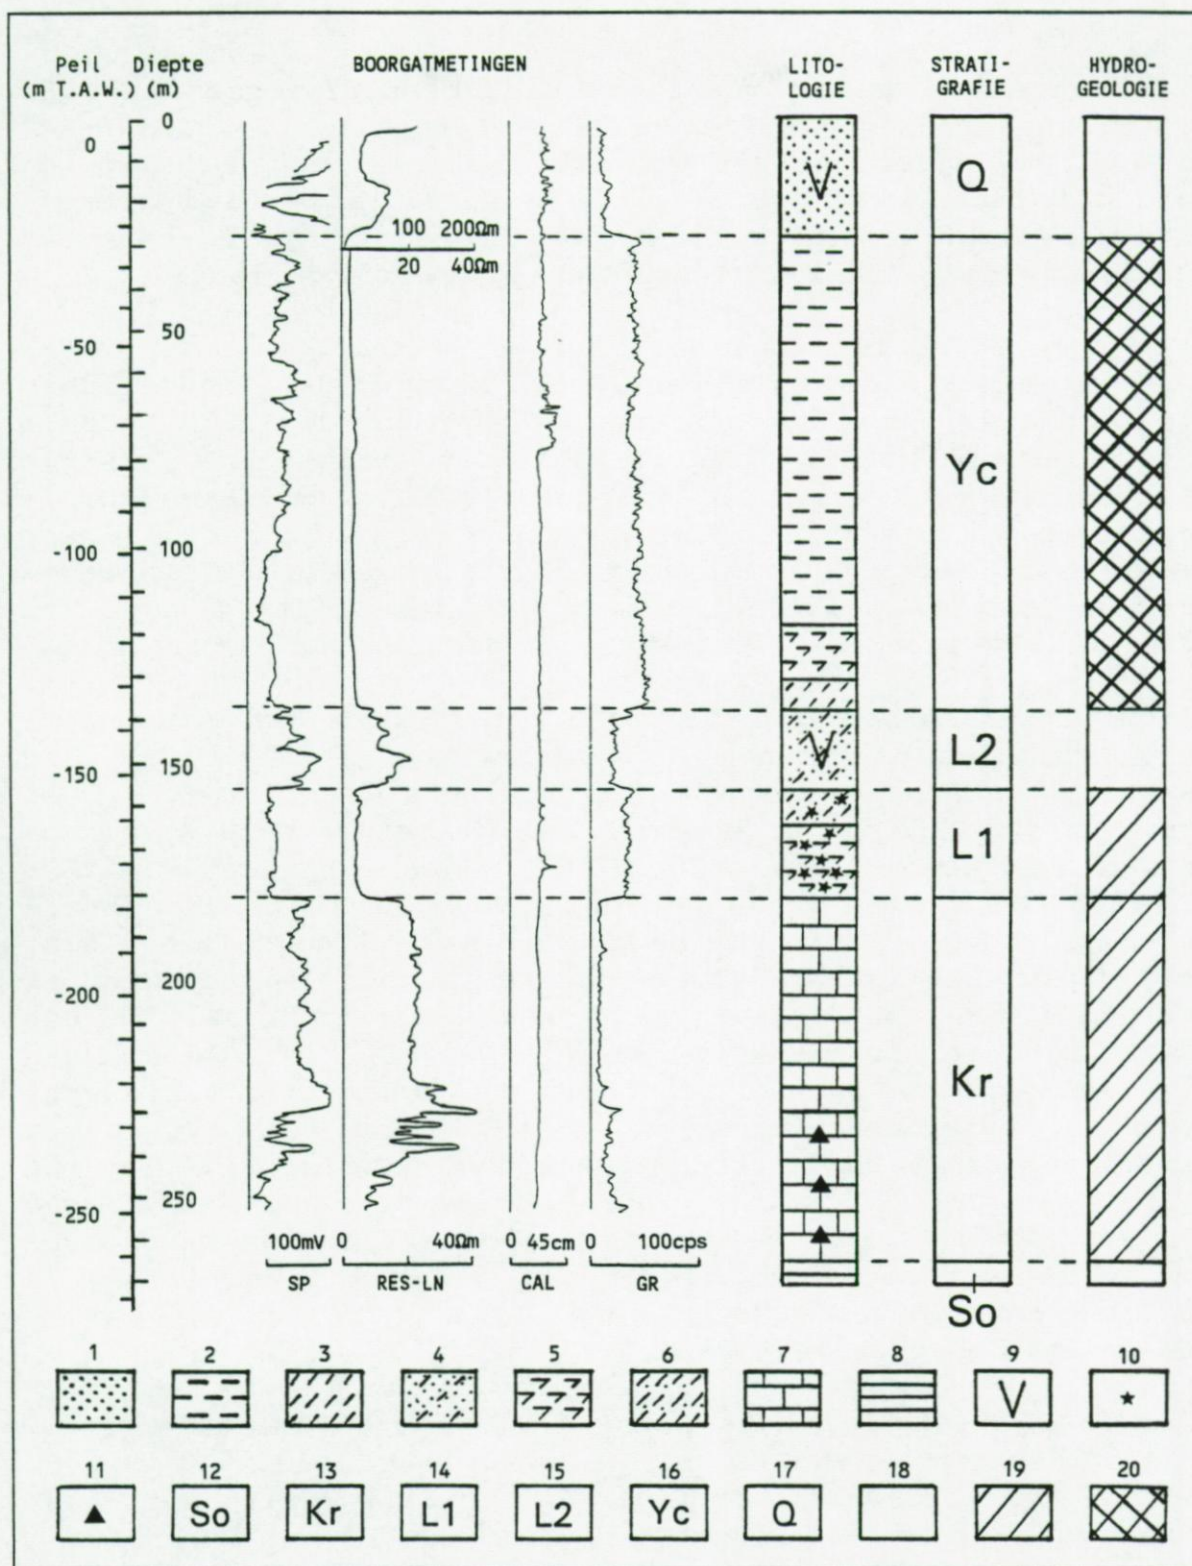 Peil Diepte BOORGATMETINGEN LITO- STRATI- HYDRO-
(m T.A.W.) (m) LOGIE GRAFIE GEOLOGIE
0
0
V Q
100 200Ωm
20 40Ωm
50
-50
Yc
100
-100
V L2
150
-150
L1
200
-200
Kr
250
-250
100mV 0 40Ωm 0 45cm 0 100cps
SP RES-LN CAL GR
So
1 2 3 4 5 6 7 8 9 10
V
11 12 13 14 15 16 17 18 19 20
So Kr L1 L2 Yc Q